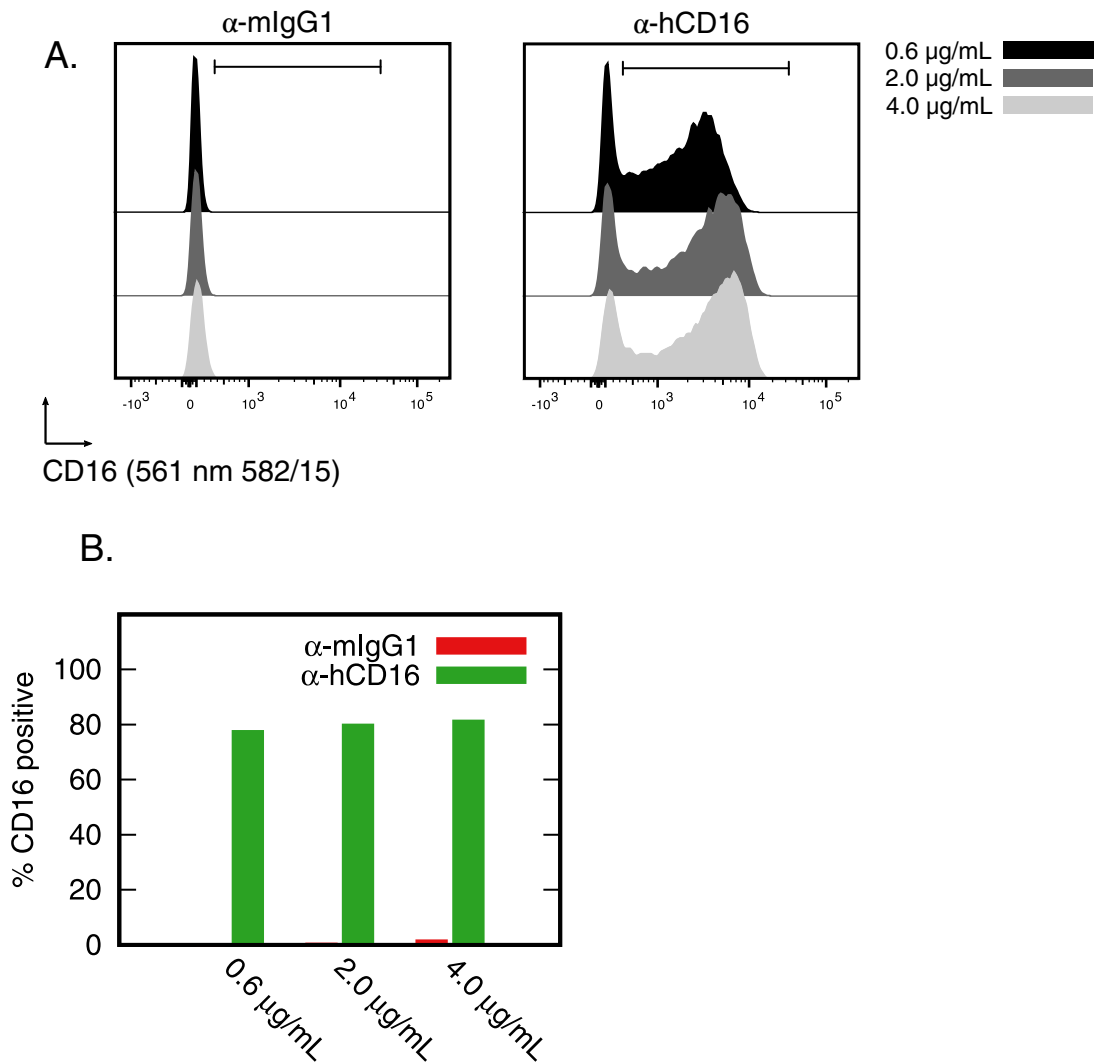 A.
α-mIgG1
α-hCD16
0.6 µg/mL
2.0 µg/mL
4.0 µg/mL
-10³ 0 10³ 10⁴ 10⁵
-10³ 0 10³ 10⁴ 10⁵
CD16 (561 nm 582/15)
B.
α-mIgG1
α-hCD16
% CD16 positive
100
80
60
40
20
0
0.6 µg/mL
2.0 µg/mL
4.0 µg/mL